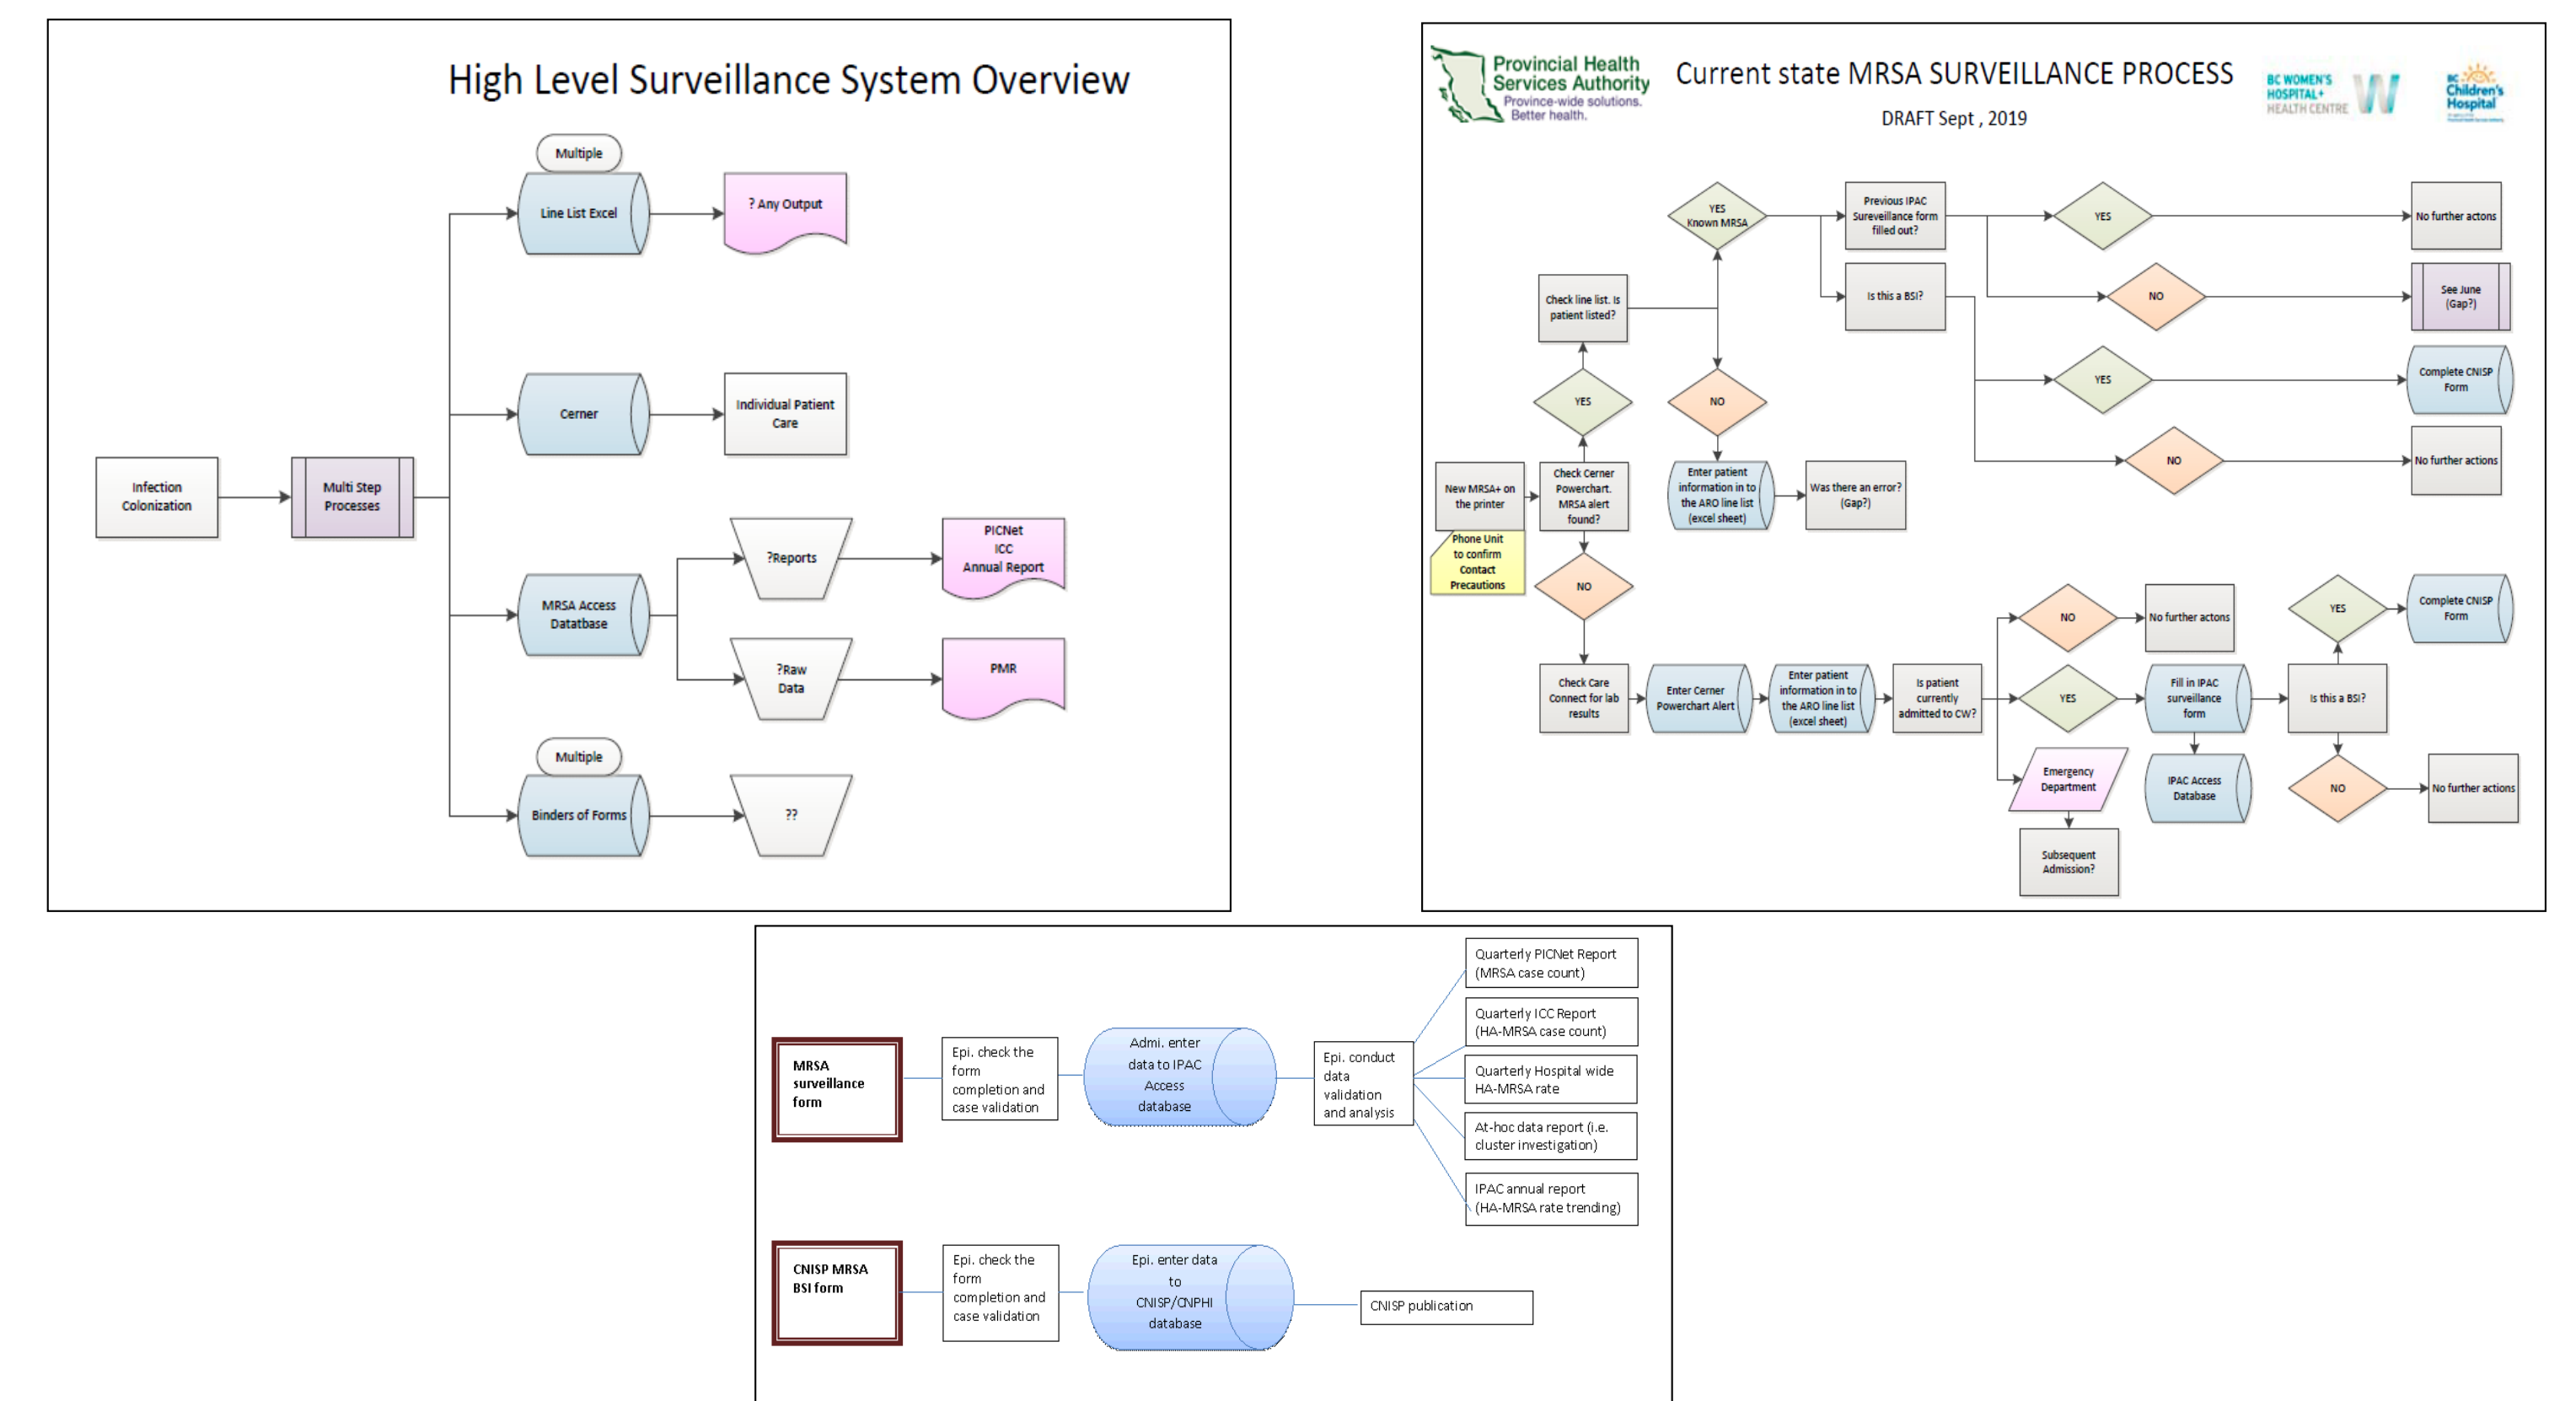 High Level Surveillance System Overview
Multiple
Line List Excel
? Any Output
Cerner
Individual Patient
Care
Infection
Colonization
Multi Step
Processes
?Reports
PICNet
ICC
Annual Report
MRSA Access
Datatbase
?Raw
Data
PMR
Multiple
Binders of Forms
??
Provincial Health
Services Authority
Province-wide solutions.
Better health.
Current state MRSA SURVEILLANCE PROCESS
DRAFT Sept , 2019
BC WOMEN'S
HOSPITAL+
HEALTH CENTRE
W
BC
Children's
Hospital
YES
Known MRSA
Previous IPAC
Sureveillance form
filled out?
YES
No further actons
Check line list. Is
patient listed?
Is this a BSI?
NO
See June
(Gap?)
YES
NO
YES
Complete CNISP
Form
NO
No further actions
New MRSA+ on
the printer
Check Cerner
Powerchart.
MRSA alert
found?
Enter patient
information in to
the ARO line list
(excel sheet)
Was there an error?
(Gap?)
Phone Unit
to confirm
Contact
Precautions
NO
NO
No further actons
YES
Complete CNISP
Form
Check Care
Connect for lab
results
Enter Cerner
Powerchart Alert
Enter patient
information in to
the ARO line list
(excel sheet)
Is patient
currently
admitted to CW?
YES
Fill in IPAC
surveillance
form
Is this a BSI?
Emergency
Department
IPAC Access
Database
NO
No further actions
Subsequent
Admission?
MRSA
surveillance
form
Epi. check the
form
completion and
case validation
Admi. enter
data to IPAC
Access
database
Epi. conduct
data
validation
and analysis
Quarterly PICNet Report
(MRSA case count)
Quarterly ICC Report
(HA-MRSA case count)
Quarterly Hospital wide
HA-MRSA rate
At-hoc data report (i.e.
cluster investigation)
IPAC annual report
(HA-MRSA rate trending)
CNISP MRSA
BSI form
Epi. check the
form
completion and
case validation
Epi. enter data
to
CNISP/CNPHI
database
CNISP publication